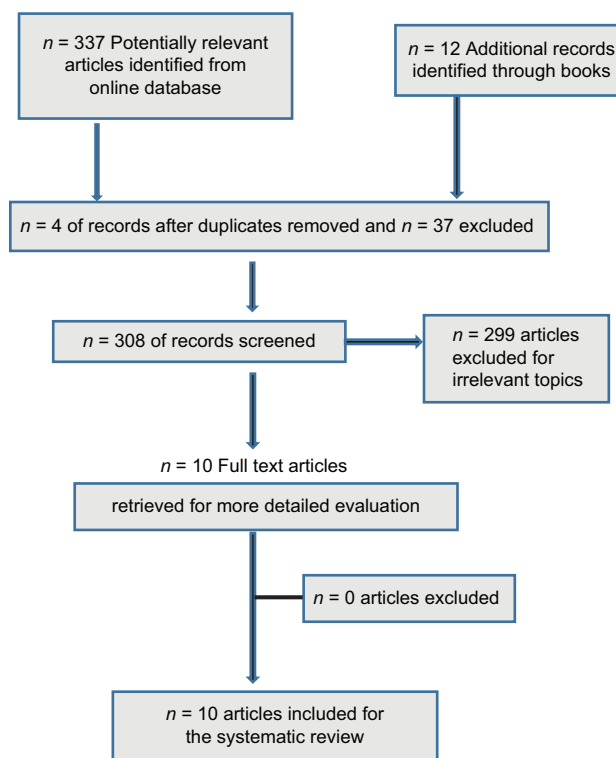 n = 337 Potentially relevant
articles identified from
online database
n = 12 Additional records
identified through books
n = 4 of records after duplicates removed and n = 37 excluded
n = 308 of records screened
n = 299 articles
excluded for
irrelevant topics
n = 10 Full text articles
retrieved for more detailed evaluation
n = 0 articles excluded
n = 10 articles included for
the systematic review